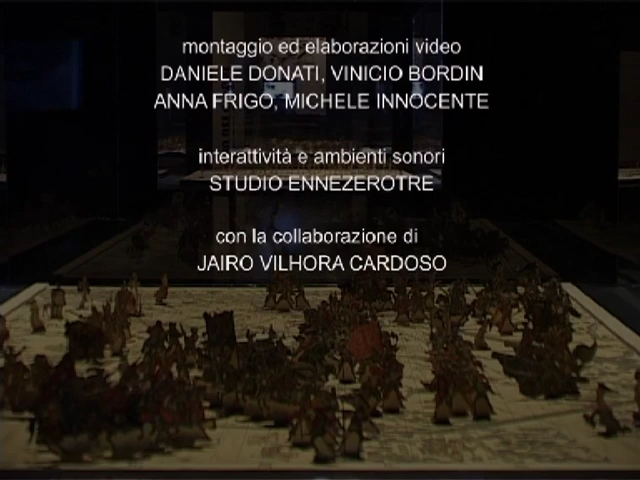 montaggio ed elaborazioni video
DANIELE DONATI, VINICIO BORDIN
ANNA FRIGO, MICHELE INNOCENTE
interattività e ambienti sonori
STUDIO ENNEZEROTRE
con la collaborazione di
JAIRO VILHORA CARDOSO